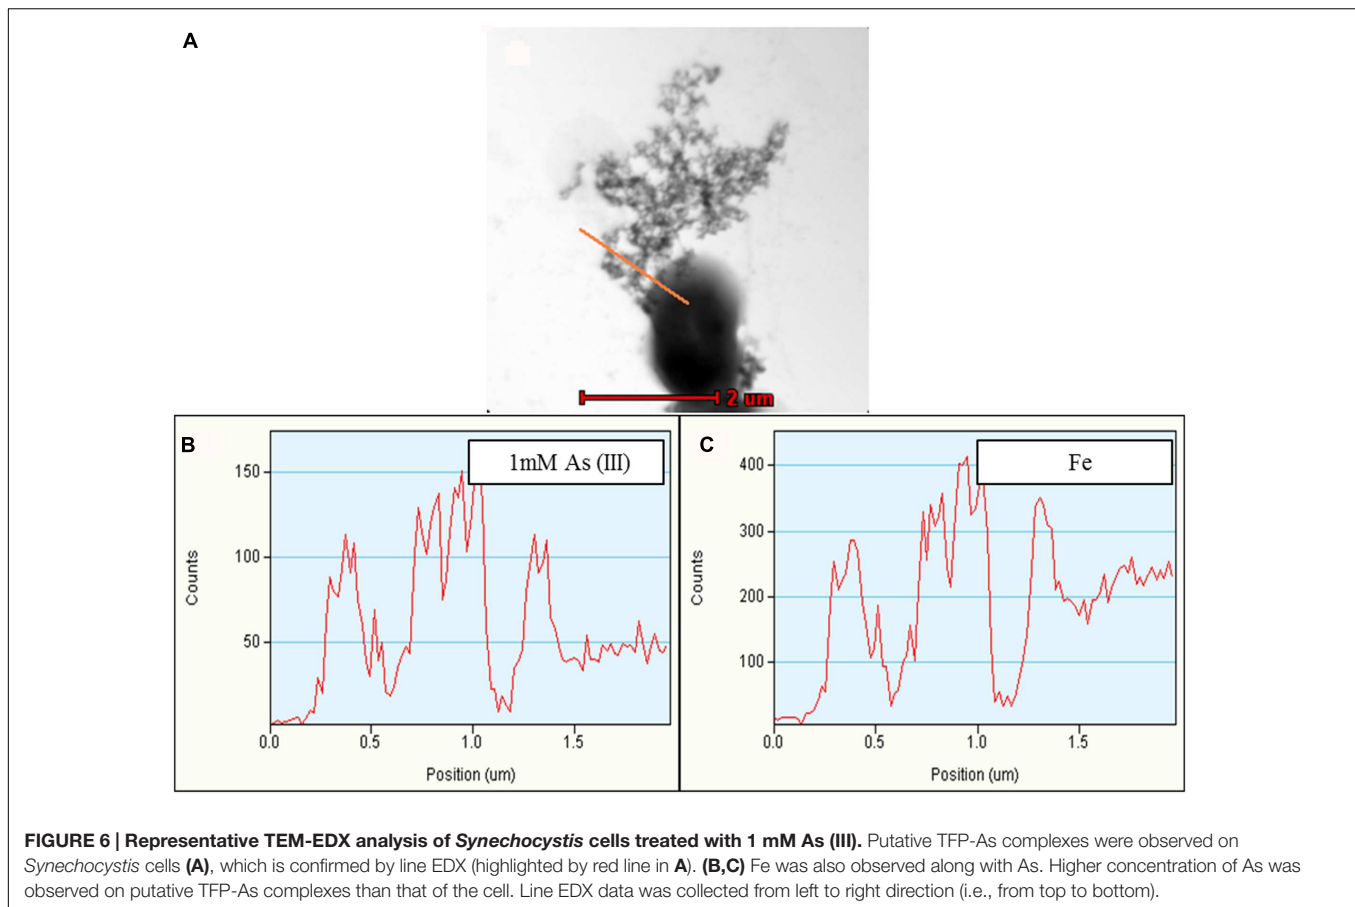 A
2 um
B
1mM As (III)
150
100
50
Counts
0.0 0.5 1.0 1.5
Position (um)
C
Fe
400
300
200
100
Counts
0.0 0.5 1.0 1.5
Position (um)
FIGURE 6 | Representative TEM-EDX analysis of Synechocystis cells treated with 1 mM As (III). Putative TFP-As complexes were observed on
Synechocystis cells (A), which is confirmed by line EDX (highlighted by red line in A). (B,C) Fe was also observed along with As. Higher concentration of As was
observed on putative TFP-As complexes than that of the cell. Line EDX data was collected from left to right direction (i.e., from top to bottom).